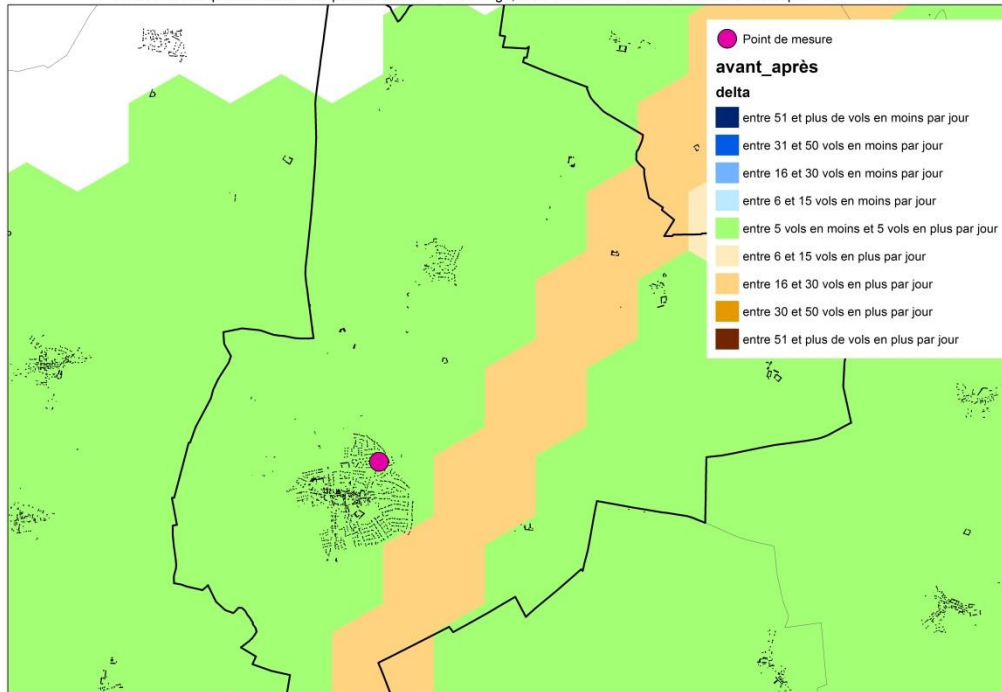 Point de mesure
avant_après
delta
entre 51 et plus de vols en moins par jour
entre 31 et 50 vols en moins par jour
entre 16 et 30 vols en moins par jour
entre 6 et 15 vols en moins par jour
entre 5 vols en moins et 5 vols en plus par jour
entre 6 et 15 vols en plus par jour
entre 16 et 30 vols en plus par jour
entre 30 et 50 vols en plus par jour
entre 51 et plus de vols en plus par jour